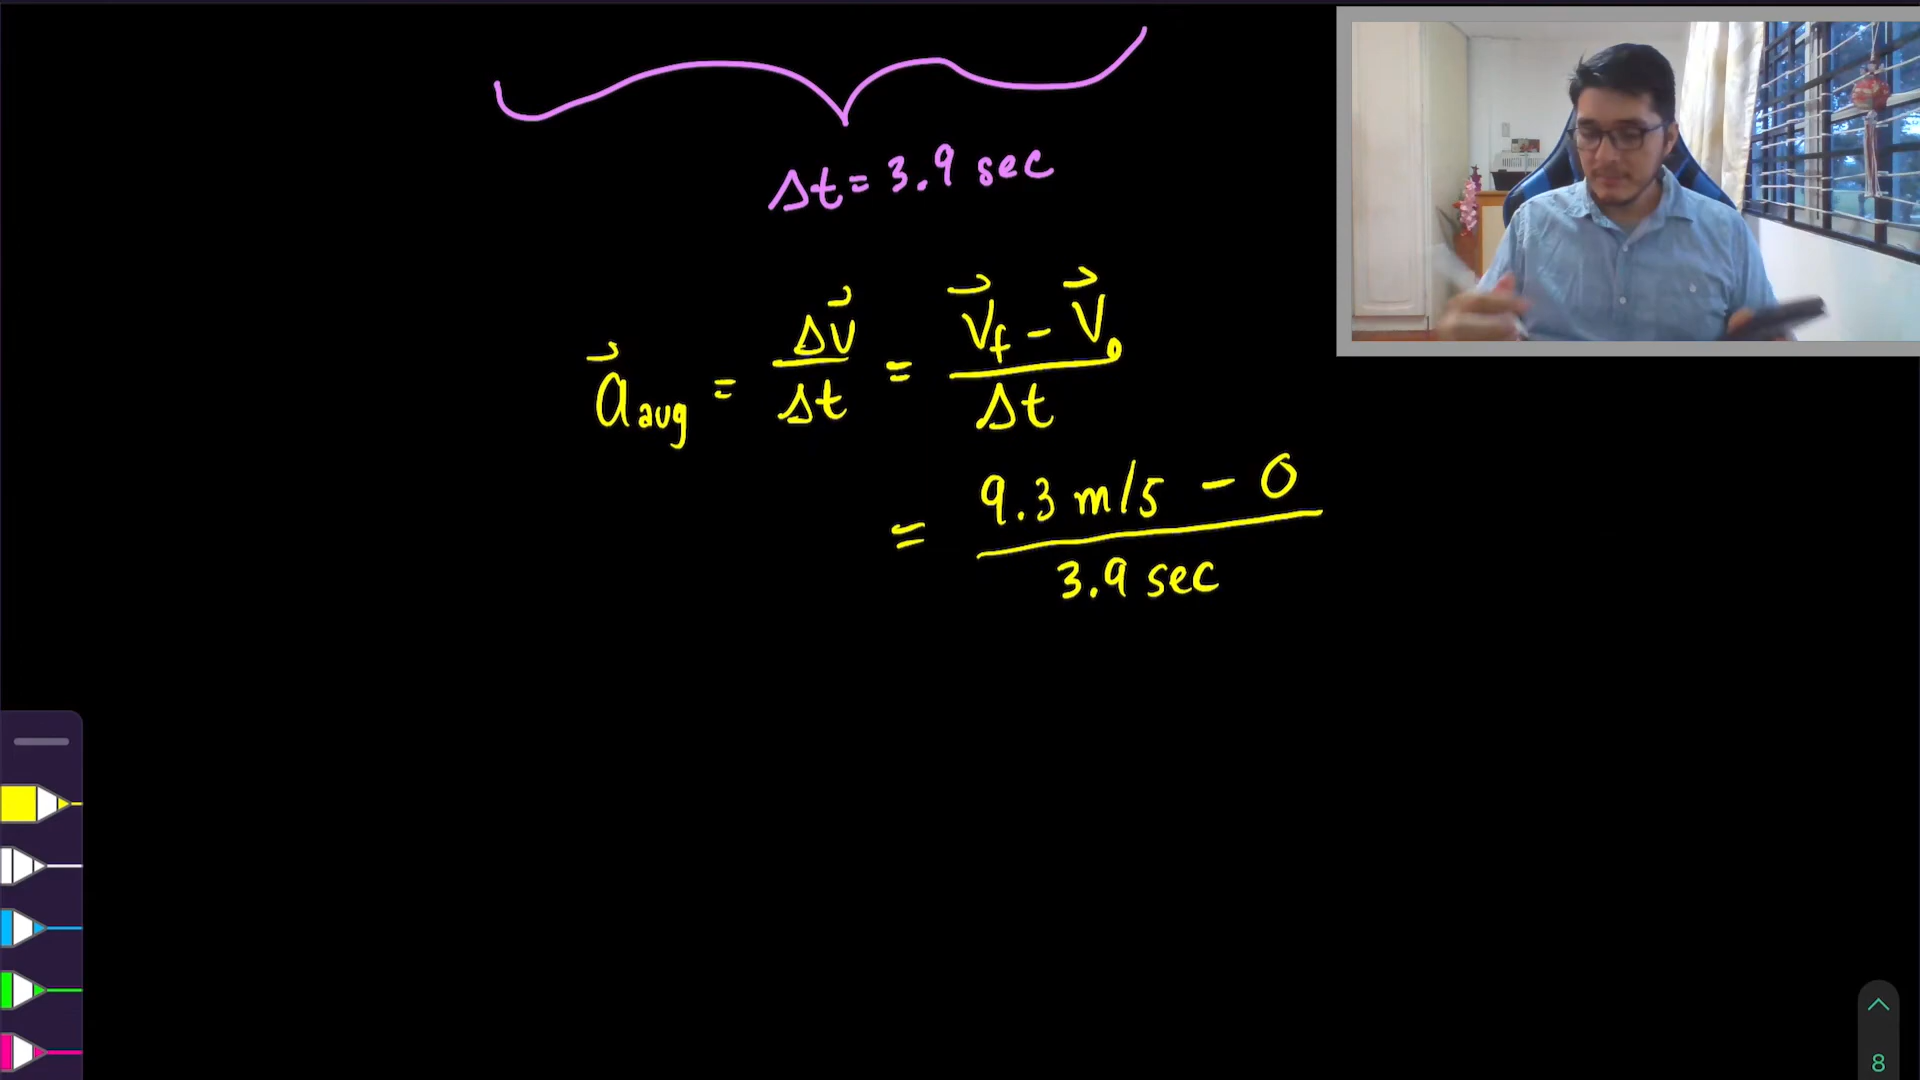 Δt = 3.9 sec
a⃗avg = Δv⃗/Δt = (V⃗f - V⃗0)/Δt
= (9.3 m/s - 0)/(3.9 sec)
8